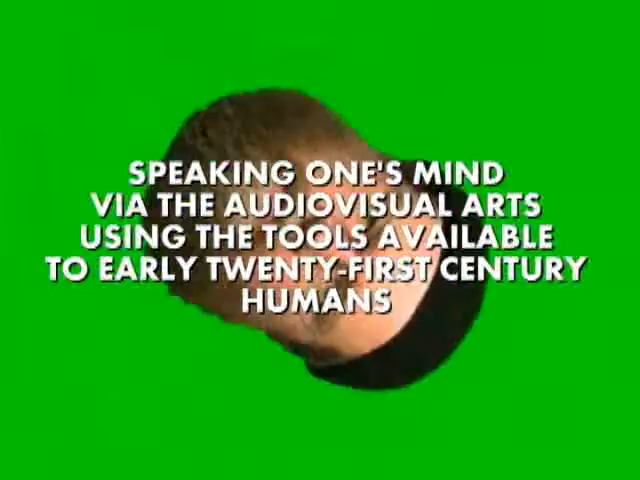 SPEAKING ONE'S MIND
VIA THE AUDIOVISUAL ARTS
USING THE TOOLS AVAILABLE
TO EARLY TWENTY-FIRST CENTURY
HUMANS